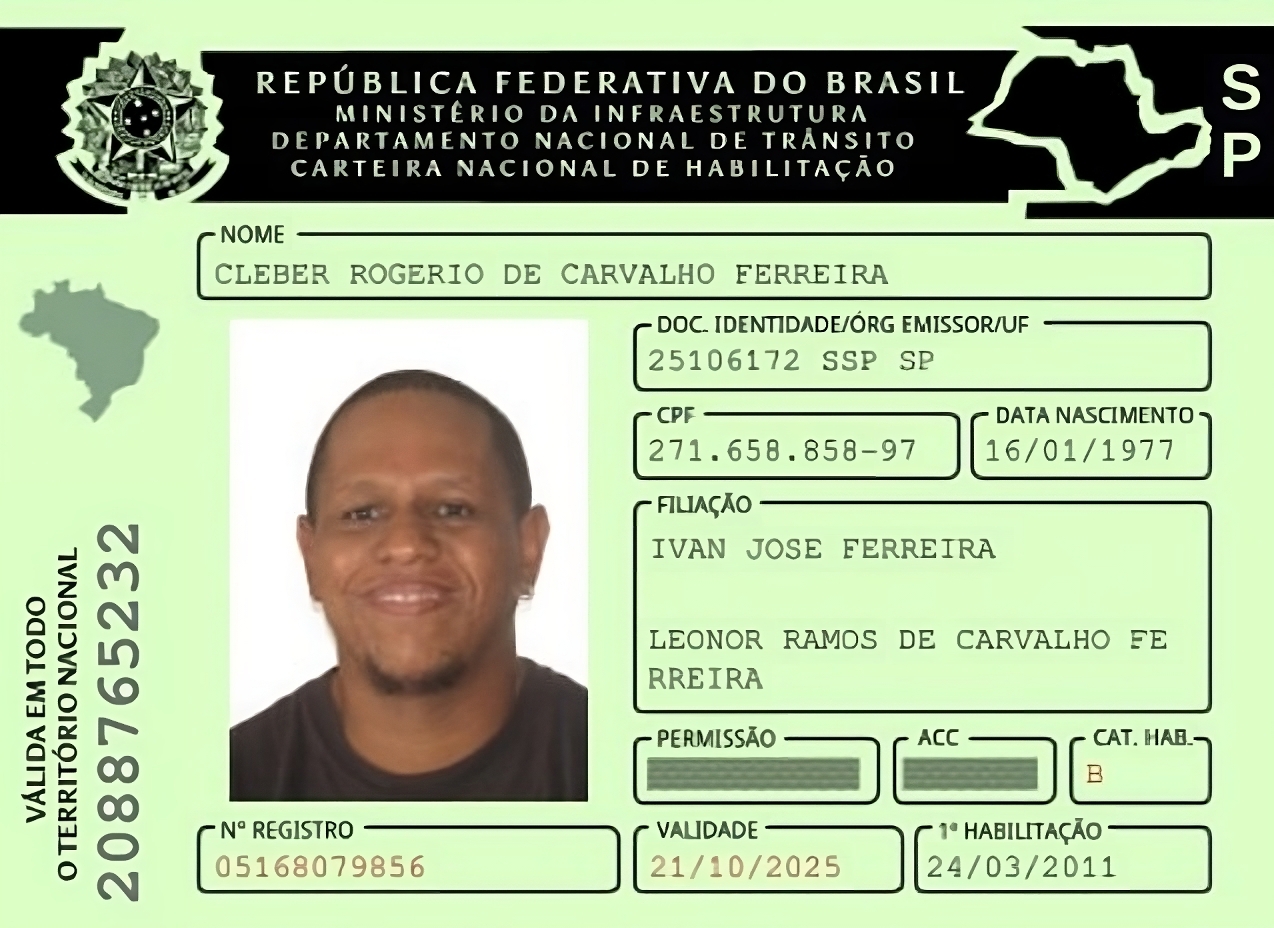 REPÚBLICA FEDERATIVA DO BRASIL
MINISTÉRIO DA INFRAESTRUTURA
DEPARTAMENTO NACIONAL DE TRÂNSITO
CARTEIRA NACIONAL DE HABILITAÇÃO
S
P
NOME
CLEBER ROGERIO DE CARVALHO FERREIRA
DOC. IDENTIDADE/ÓRG EMISSOR/UF
25106172 SSP SP
CPF
271.658.858-97
DATA NASCIMENTO
16/01/1977
FILIAÇÃO
IVAN JOSE FERREIRA
LEONOR RAMOS DE CARVALHO FE
RREIRA
PERMISSÃO
ACC
CAT. HAB.
B
Nº REGISTRO
05168079856
VALIDADE
21/10/2025
1ª HABILITAÇÃO
24/03/2011
VÁLIDA EM TODO
O TERRITÓRIO NACIONAL
2088765232